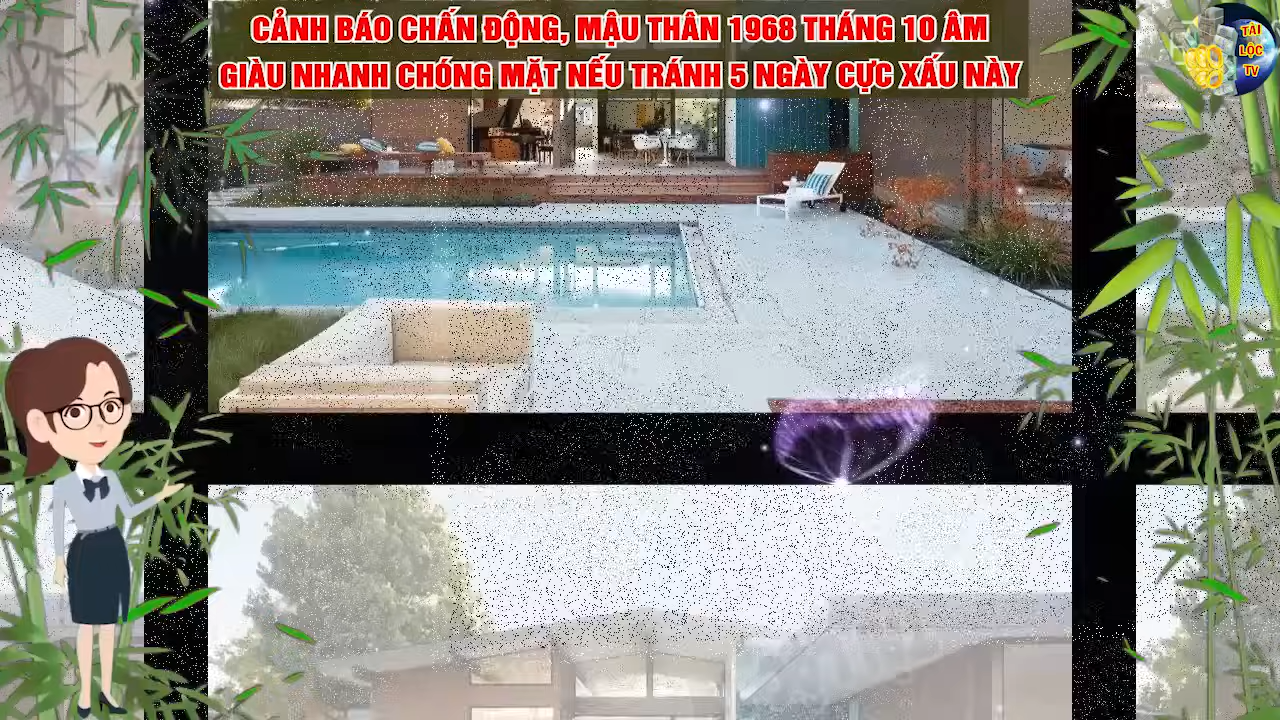 CẢNH BÁO CHẤN ĐỘNG, MẬU THÂN 1968 THÁNG 10 ÂM
GIÀU NHANH CHÓNG MẶT NẾU TRÁNH 5 NGÀY CỰC XẤU NÀY
TÀI
LỘC
TV